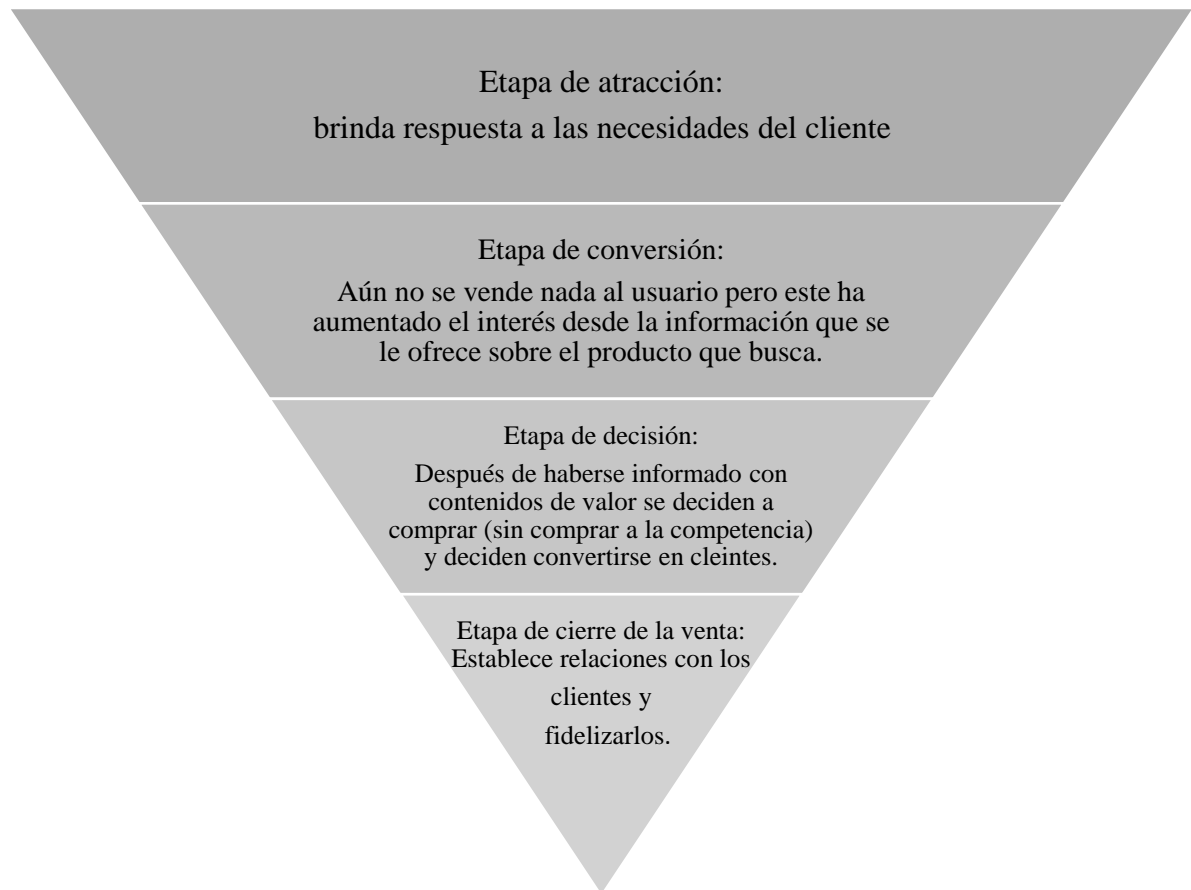 Etapa de atracción:
brinda respuesta a las necesidades del cliente
Etapa de conversión:
Aún no se vende nada al usuario pero este ha
aumentado el interés desde la información que se
le ofrece sobre el producto que busca.
Etapa de decisión:
Después de haberse informado con
contenidos de valor se deciden a
comprar (sin comprar a la competencia)
y deciden convertirse en cleintes.
Etapa de cierre de la venta:
Establece relaciones con los
clientes y
fidelizarlos.